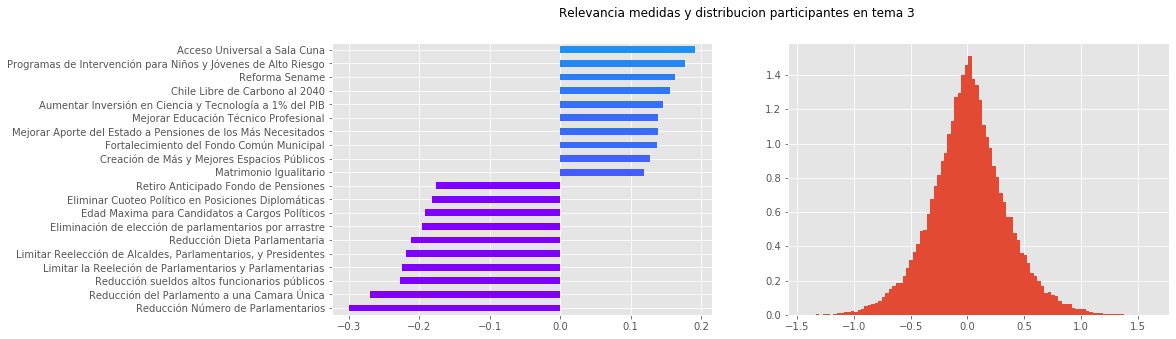 Relevancia medidas y distribucion participantes en tema 3
Acceso Universal a Sala Cuna
Programas de Intervención para Niños y Jóvenes de Alto Riesgo
Reforma Sename
Chile Libre de Carbono al 2040
Aumentar Inversión en Ciencia y Tecnología a 1% del PIB
Mejorar Educación Técnico Profesional
Mejorar Aporte del Estado a Pensiones de los Más Necesitados
Fortalecimiento del Fondo Común Municipal
Creación de Más y Mejores Espacios Públicos
Matrimonio Igualitario
Retiro Anticipado Fondo de Pensiones
Eliminar Cuoteo Político en Posiciones Diplomáticas
Edad Maxima para Candidatos a Cargos Políticos
Eliminación de elección de parlamentarios por arrastre
Reducción Dieta Parlamentaria
Limitar Reelección de Alcaldes, Parlamentarios, y Presidentes
Limitar la Reeleción de Parlamentarios y Parlamentarias
Reducción sueldos altos funcionarios públicos
Reducción del Parlamento a una Camara Única
Reducción Número de Parlamentarios
−0.3 −0.2 −0.1 0.0 0.1 0.2
1.4
1.2
1.0
0.8
0.6
0.4
0.2
0.0
−1.5 −1.0 −0.5 0.0 0.5 1.0 1.5